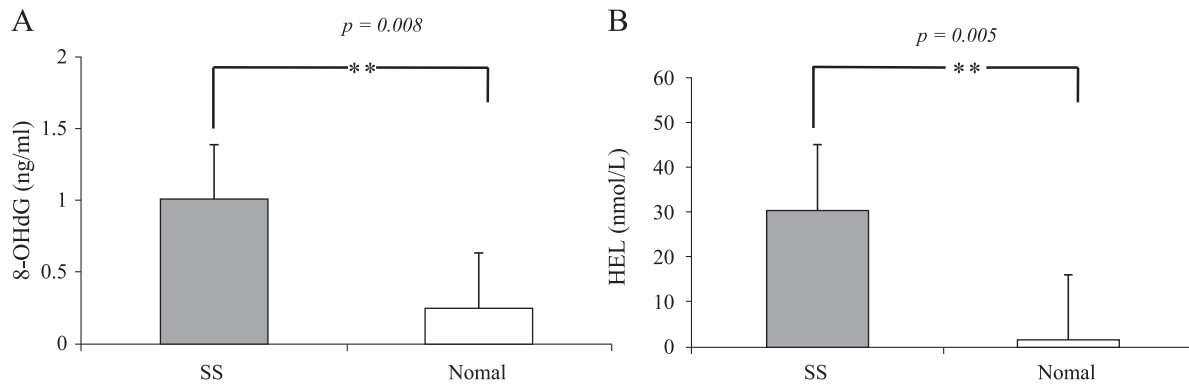 A
p = 0.008
**
8-OHdG (ng/ml)
2
1.5
1
0.5
0
SS
Nomal
B
p = 0.005
**
HEL (nmol/L)
60
50
40
30
20
10
0
SS
Nomal